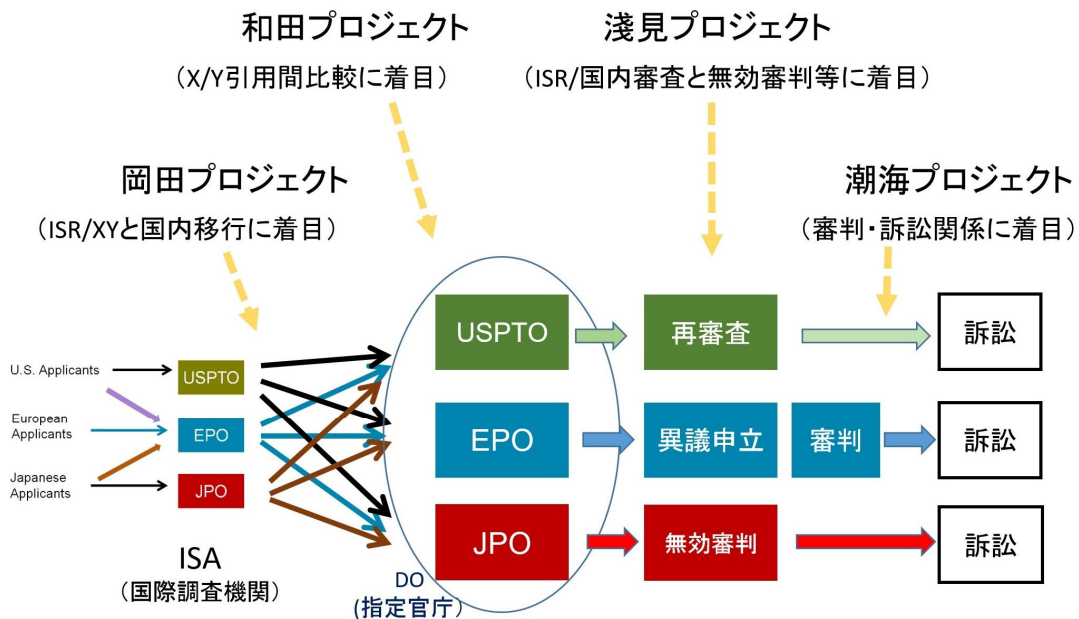 和田プロジェクト
（X/Y引用間比較に着目）
淺見プロジェクト
（ISR/国内審査と無効審判等に着目）
岡田プロジェクト
（ISR/XYと国内移行に着目）
潮海プロジェクト
（審判・訴訟関係に着目）
U.S. Applicants
European
Applicants
Japanese
Applicants
USPTO
EPO
JPO
ISA
（国際調査機関）
USPTO
EPO
JPO
DO
(指定官庁)
再審査
異議申立
審判
無効審判
訴訟
訴訟
訴訟